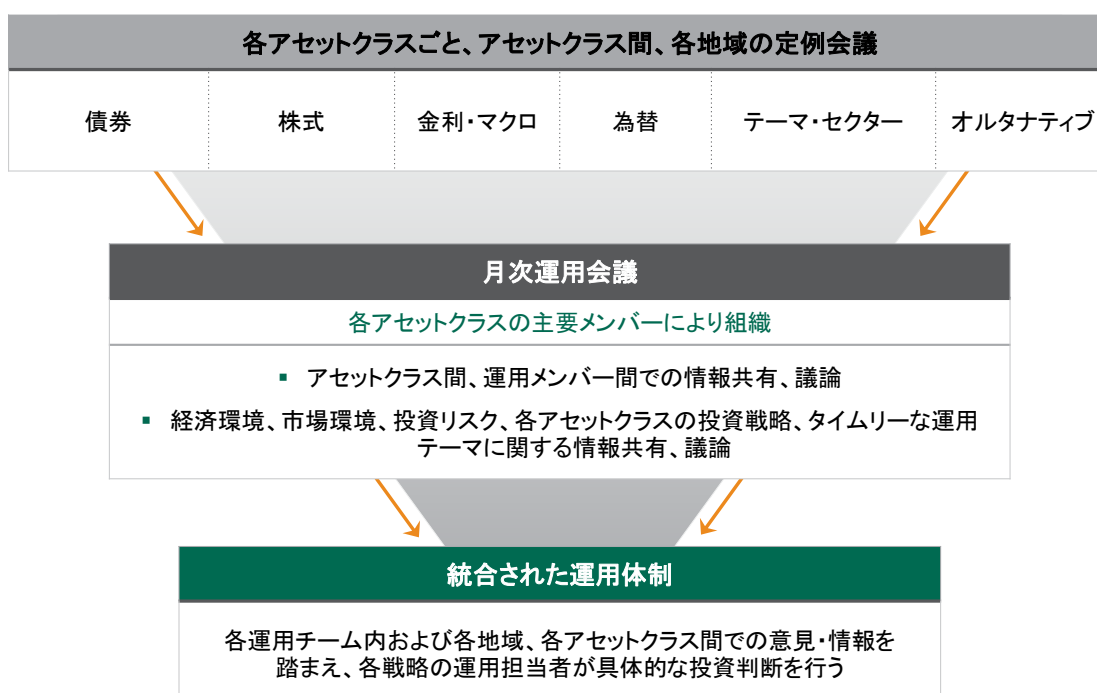 各アセットクラスごと、アセットクラス間、各地域の定例会議
債券
株式
金利・マクロ
為替
テーマ・セクター
オルタナティブ
月次運用会議
各アセットクラスの主要メンバーにより組織
▪ アセットクラス間、運用メンバー間での情報共有、議論
▪ 経済環境、市場環境、投資リスク、各アセットクラスの投資戦略、タイムリーな運用
テーマに関する情報共有、議論
統合された運用体制
各運用チーム内および各地域、各アセットクラス間での意見・情報を
踏まえ、各戦略の運用担当者が具体的な投資判断を行う